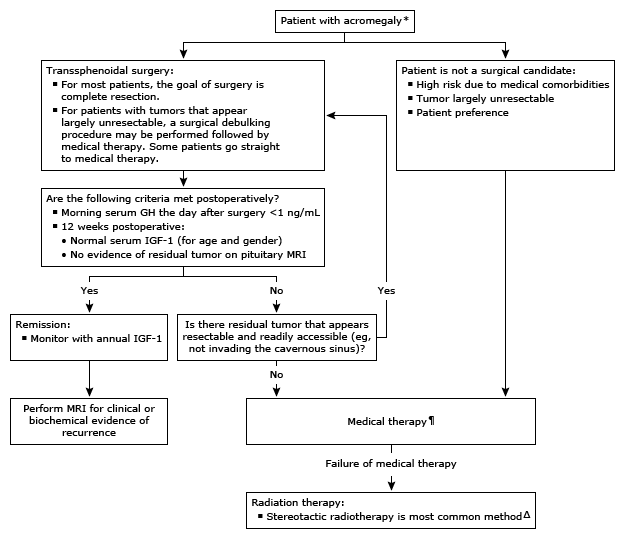 Patient with acromegaly*
Transsphenoidal surgery:
▪ For most patients, the goal of surgery is
complete resection.
▪ For patients with tumors that appear
largely unresectable, a surgical debulking
procedure may be performed followed by
medical therapy. Some patients go straight
to medical therapy.
Patient is not a surgical candidate:
▪ High risk due to medical comorbidities
▪ Tumor largely unresectable
▪ Patient preference
Are the following criteria met postoperatively?
▪ Morning serum GH the day after surgery <1 ng/mL
▪ 12 weeks postoperative:
• Normal serum IGF-1 (for age and gender)
• No evidence of residual tumor on pituitary MRI
Yes
No
Yes
Remission:
▪ Monitor with annual IGF-1
Is there residual tumor that appears
resectable and readily accessible (eg,
not invading the cavernous sinus)?
No
Perform MRI for clinical or
biochemical evidence of
recurrence
Medical therapy¶
Failure of medical therapy
Radiation therapy:
▪ Stereotactic radiotherapy is most common methodΔ